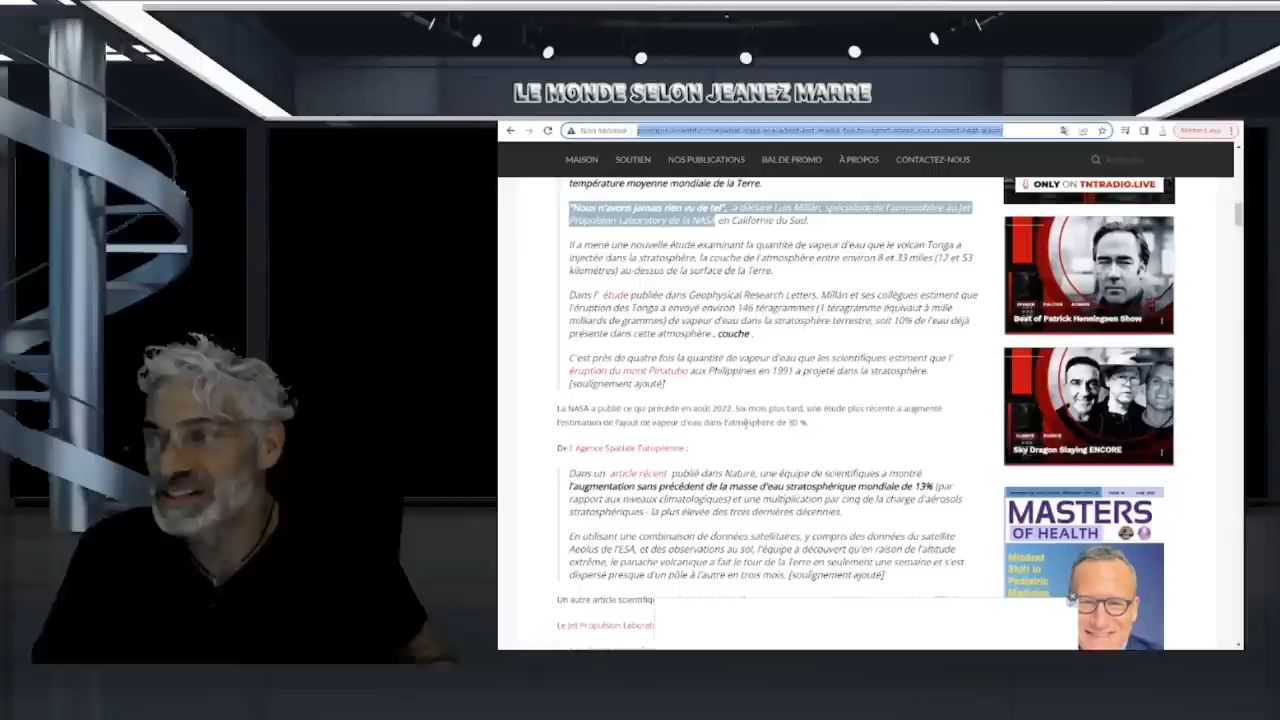 LE MONDE SELON JEANEZ MARRE
Non sécurisé
MAISON SOUTIEN NOS PUBLICATIONS BAL DE PROMO À PROPOS CONTACTEZ-NOUS
température moyenne mondiale de la Terre.
"Nous n'avons jamais rien vu de tel", a déclaré Luis Millán, spécialiste de l'atmosphère au Jet
Propulsion Laboratory de la NASA en Californie du Sud.
Il a mené une nouvelle étude examinant la quantité de vapeur d'eau que le volcan Tonga a
injectée dans la stratosphère, la couche de l'atmosphère entre environ 8 et 33 miles (12 et 53
kilomètres) au-dessus de la surface de la Terre.
Dans l' étude publiée dans Geophysical Research Letters, Millán et ses collègues estiment que
l'éruption des Tonga a envoyé environ 146 téragrammes (1 téragramme équivaut à mille
milliards de grammes) de vapeur d'eau dans la stratosphère terrestre, soit 10% de l'eau déjà
présente dans cette atmosphère . couche .
C'est près de quatre fois la quantité de vapeur d'eau que les scientifiques estiment que l'
éruption du mont Pinatubo aux Philippines en 1991 a projeté dans la stratosphère.
[soulignement ajouté]
La NASA a publié ce qui précède en août 2022. Six mois plus tard, une étude plus récente a augmenté
l'estimation de l'ajout de vapeur d'eau dans l'atmosphère de 30 %.
De l' Agence Spatiale Européenne :
Dans un article récent publié dans Nature, une équipe de scientifiques a montré
l'augmentation sans précédent de la masse d'eau stratosphérique mondiale de 13% (par
rapport aux niveaux climatologiques) et une multiplication par cinq de la charge d'aérosols
stratosphériques - la plus élevée des trois dernières décennies.
En utilisant une combinaison de données satellitaires, y compris des données du satellite
Aeolus de l'ESA, et des observations au sol, l'équipe a découvert qu'en raison de l'altitude
extrême, le panache volcanique a fait le tour de la Terre en seulement une semaine et s'est
dispersé presque d'un pôle à l'autre en trois mois. [soulignement ajouté]
Un autre article scientifiq
Le Jet Propulsion Laborat
ONLY ON TNTRADIO.LIVE
Best of Patrick Henningsen Show
Sky Dragon Slaying ENCORE
MASTERS
OF HEALTH
Mindset
Shift in
Pediatric
Medicine